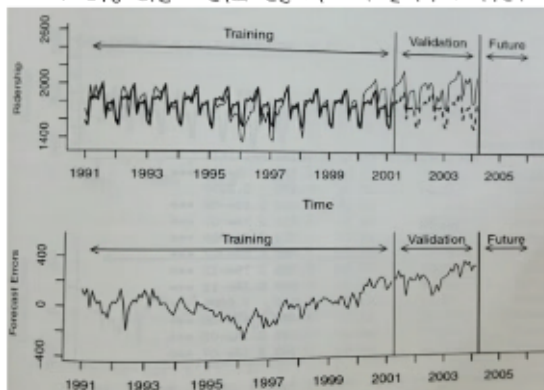 Training
Validation
Future
Ridership
2600
2000
1400
1991
1993
1995
1997
1999
2001
2003
2005
Time
Training
Validation
Future
Forecast Errors
400
0
-400
1991
1993
1995
1997
1999
2001
2003
2005